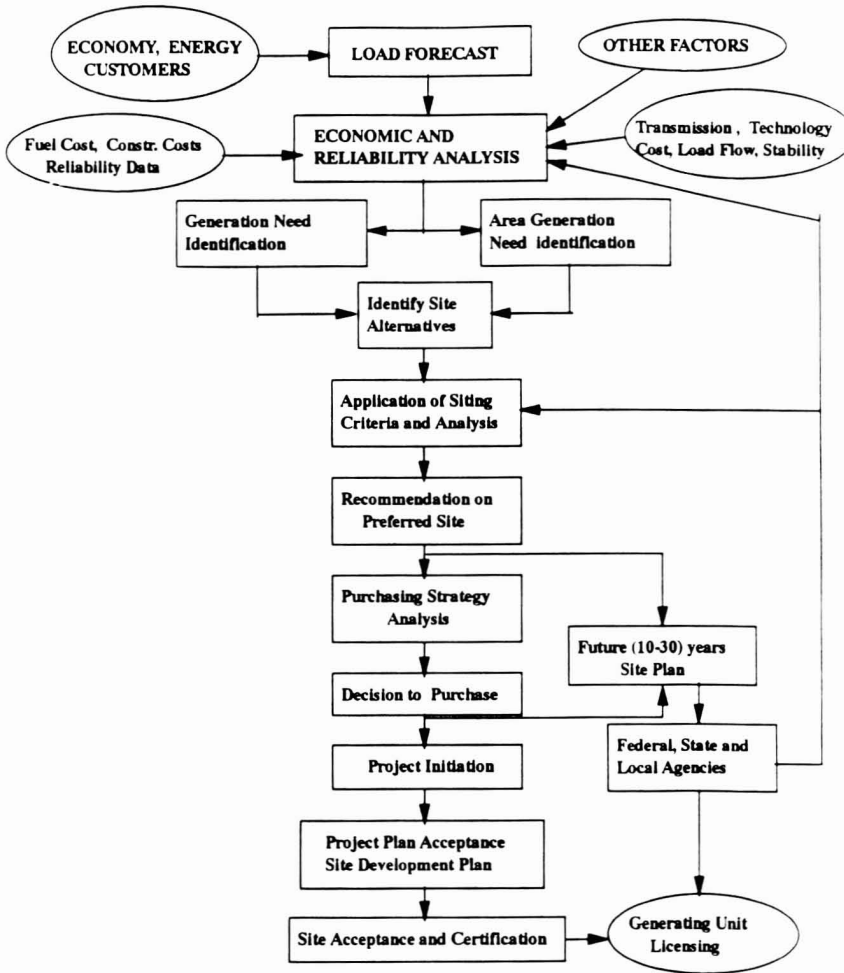 ECONOMY, ENERGY
CUSTOMERS
LOAD FORECAST
OTHER FACTORS
Fuel Cost, Constr. Costs
Reliability Data
ECONOMIC AND
RELIABILITY ANALYSIS
Transmission , Technology
Cost, Load Flow, Stability
Generation Need
Identification
Area Generation
Need identification
Identify Site
Alternatives
Application of Siting
Criteria and Analysis
Recommendation on
Preferred Site
Purchasing Strategy
Analysis
Future (10-30) years
Site Plan
Decision to Purchase
Federal, State and
Local Agencies
Project Initiation
Project Plan Acceptance
Site Development Plan
Site Acceptance and Certification
Generating Unit
Licensing